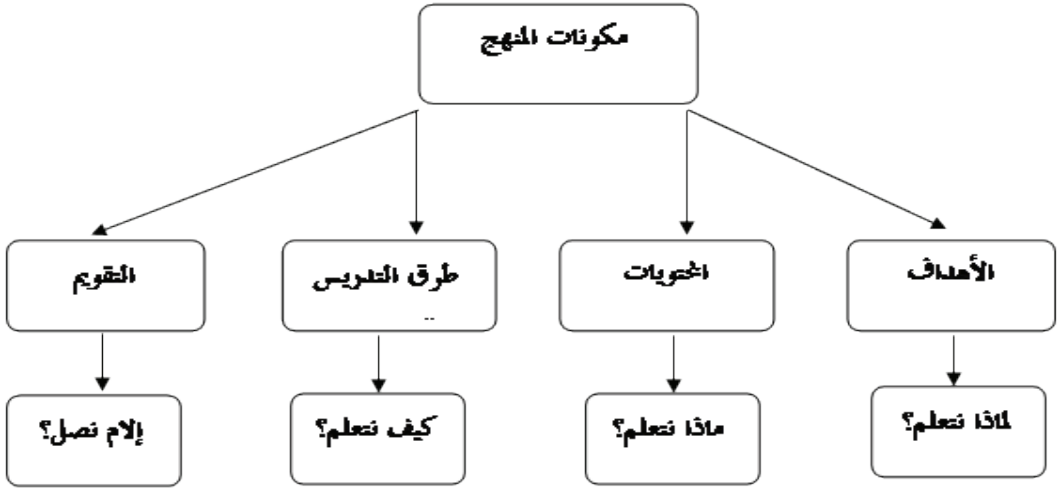 مكونات المنهج
الأهداف
المحتويات
طرق التدريس
التقويم
لماذا نتعلم؟
ماذا نتعلم؟
كيف نتعلم؟
إلام نصل؟